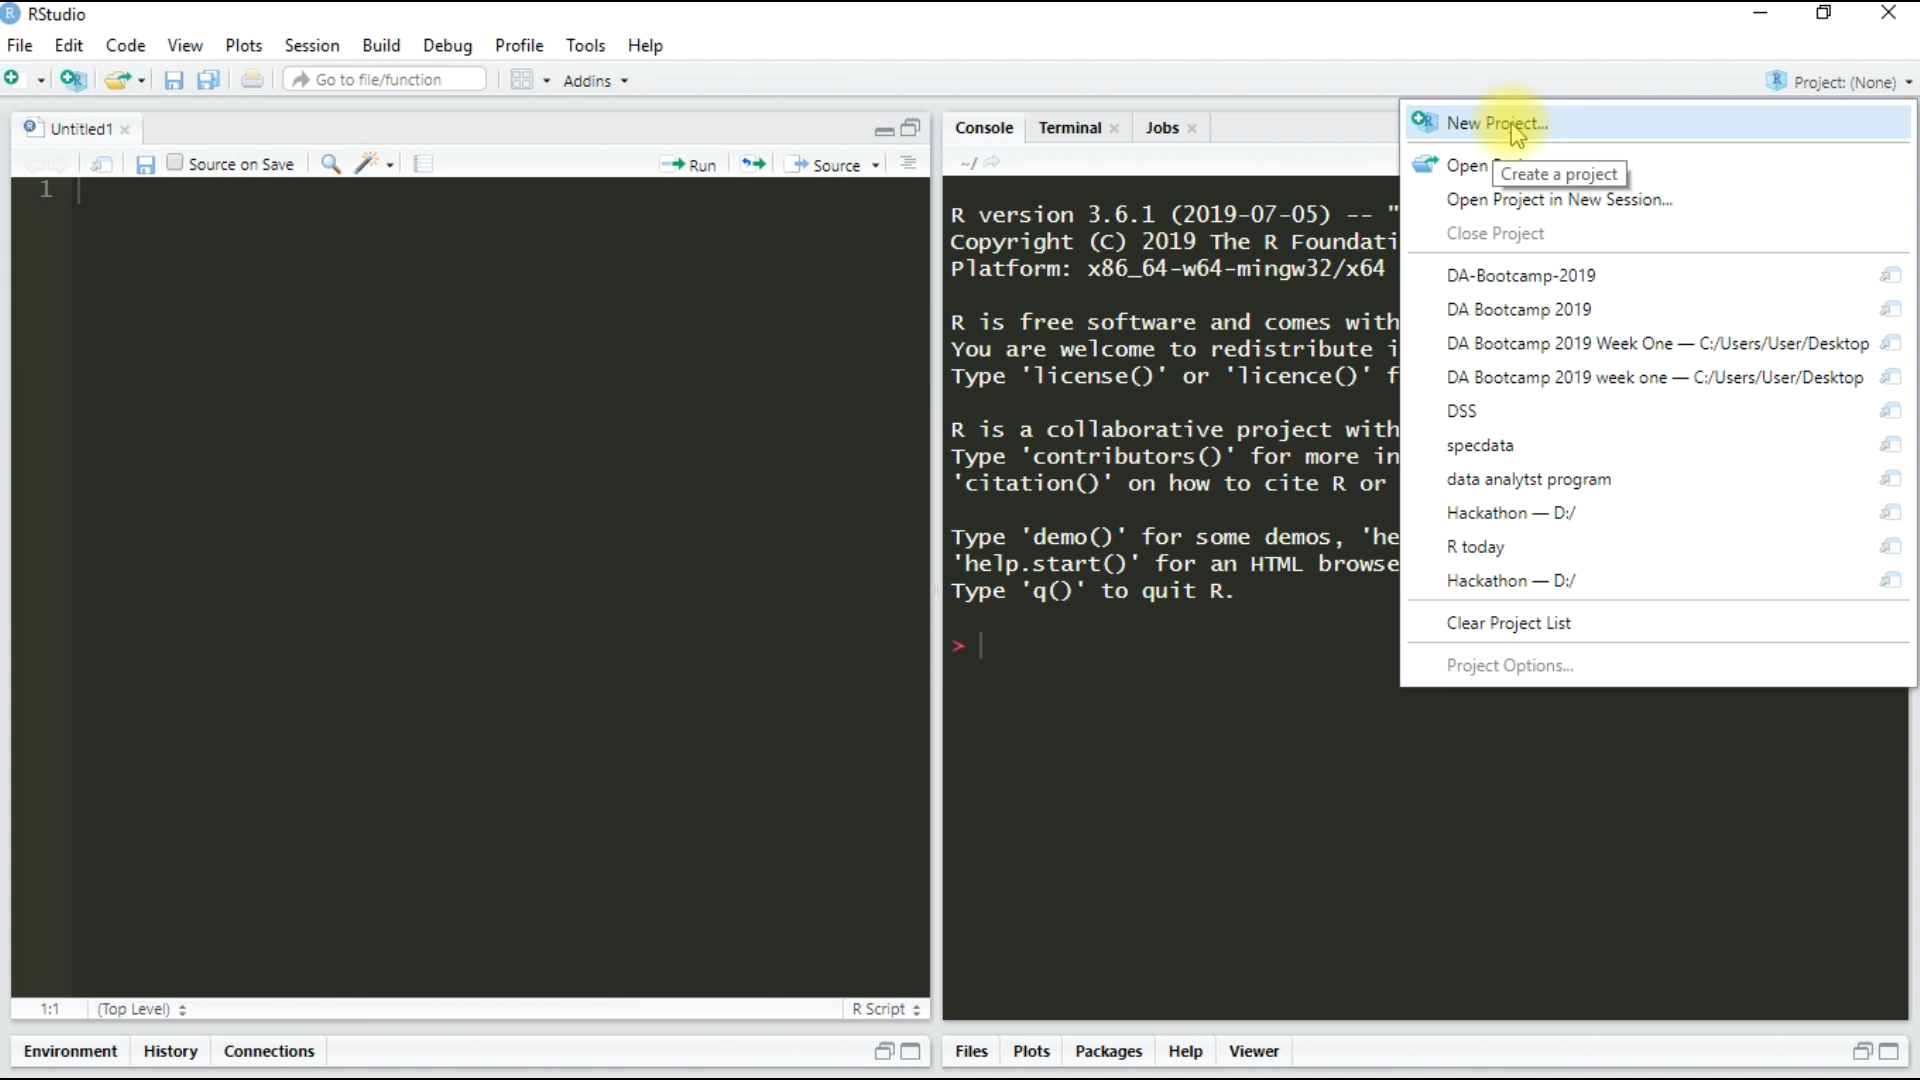 RStudio
File Edit Code View Plots Session Build Debug Profile Tools Help
Go to file/function Addins Project: (None)
Untitled1
Source on Save Run Source
1
1:1 (Top Level) R Script
Environment History Connections
Console Terminal Jobs
~/
R version 3.6.1 (2019-07-05) -- "
Copyright (C) 2019 The R Foundati
Platform: x86_64-w64-mingw32/x64
R is free software and comes with
You are welcome to redistribute i
Type 'license()' or 'licence()' f
R is a collaborative project with
Type 'contributors()' for more in
'citation()' on how to cite R or
Type 'demo()' for some demos, 'he
'help.start()' for an HTML browse
Type 'q()' to quit R.
>
Files Plots Packages Help Viewer
New Project...
Open
Create a project
Open Project in New Session...
Close Project
DA-Bootcamp-2019
DA Bootcamp 2019
DA Bootcamp 2019 Week One — C:/Users/User/Desktop
DA Bootcamp 2019 week one — C:/Users/User/Desktop
DSS
specdata
data analytst program
Hackathon — D:/
R today
Hackathon — D:/
Clear Project List
Project Options...